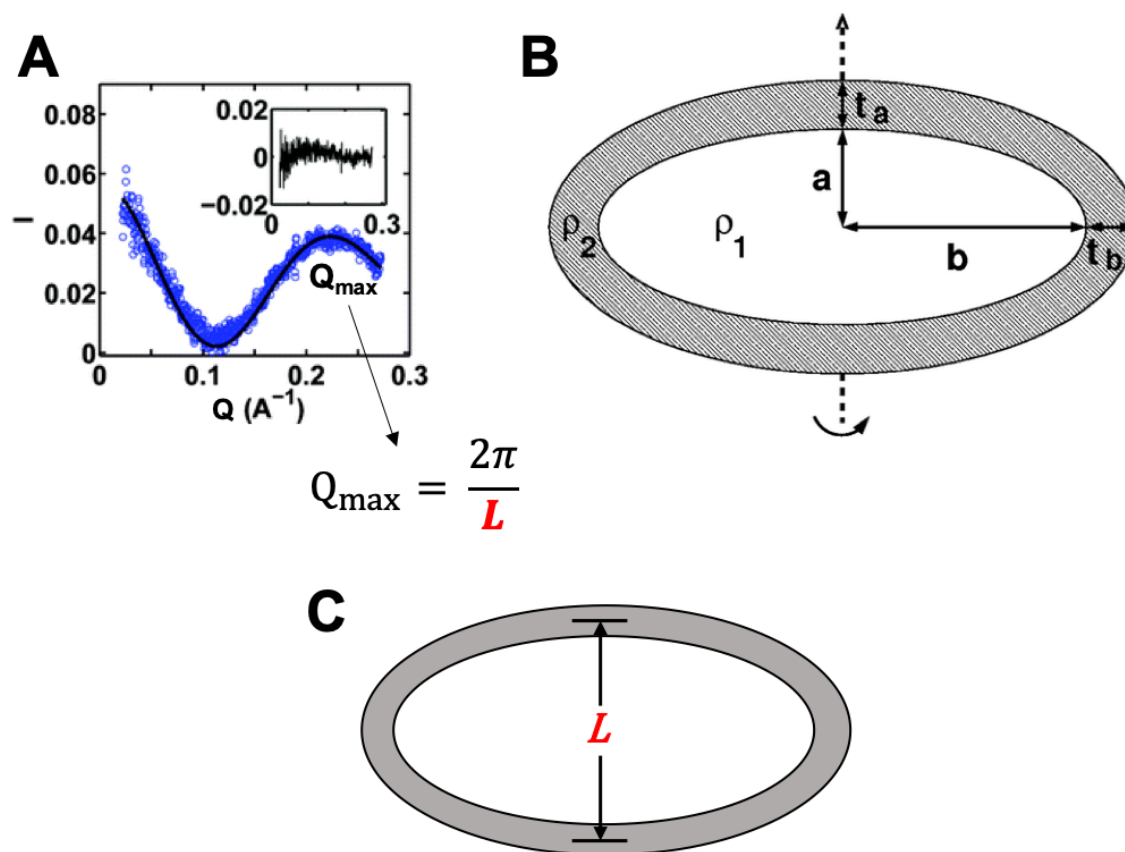 A
0.08
0.06
0.04
0.02
0
I
0.02
0
−0.02
0
0.3
Qmax
0
0.1
0.2
0.3
Q (A⁻¹)
Qmax = 2π / L
B
ta
a
ρ2
ρ1
b
tb
C
L